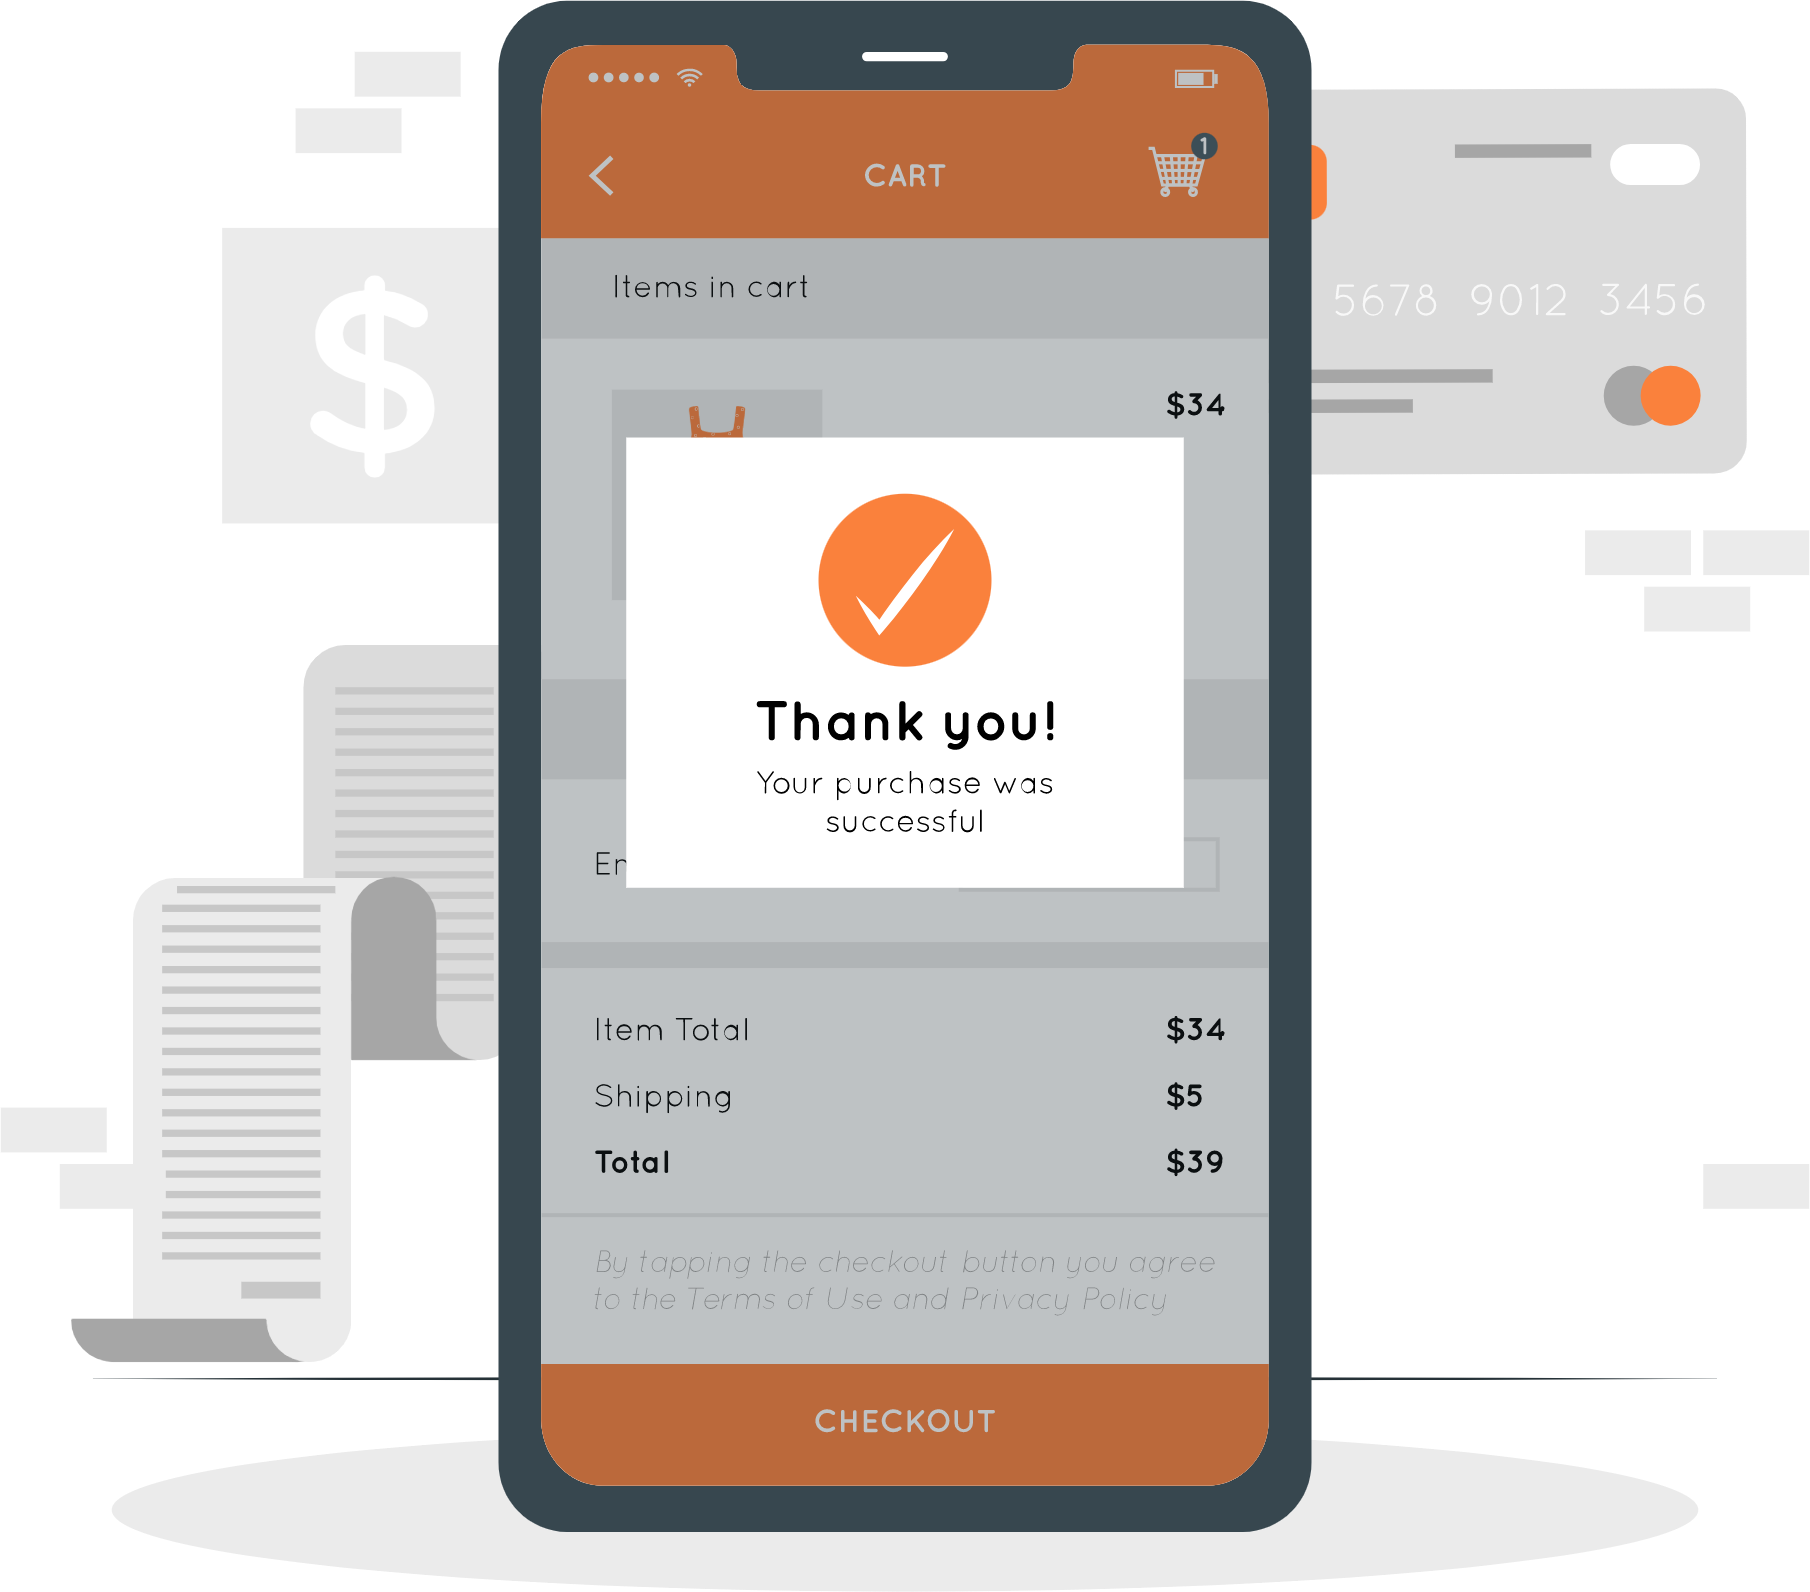 CART
1
Items in cart
$
5678 9012 3456
$34
Thank you!
Your purchase was
successful
Item Total $34
Shipping $5
Total $39
By tapping the checkout button you agree
to the Terms of Use and Privacy Policy
CHECKOUT